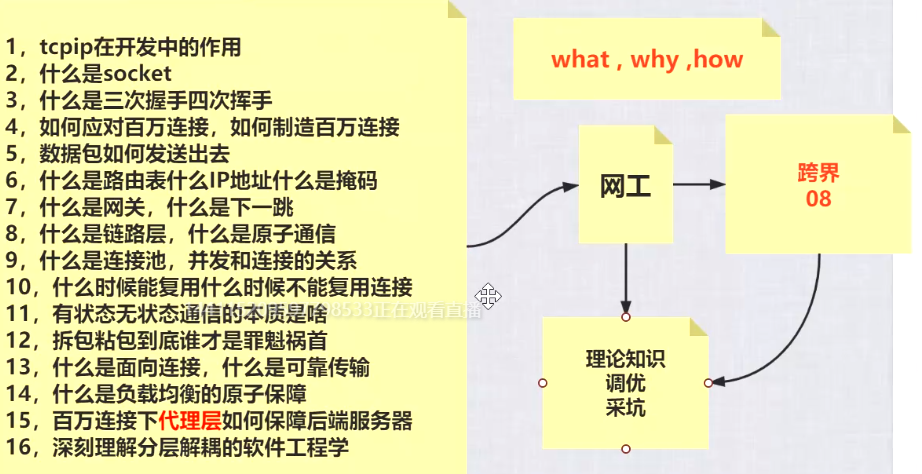 1，tcpip在开发中的作用
2，什么是socket
3，什么是三次握手四次挥手
4，如何应对百万连接，如何制造百万连接
5，数据包如何发送出去
6，什么是路由表什么IP地址什么是掩码
7，什么是网关，什么是下一跳
8，什么是链路层，什么是原子通信
9，什么是连接池，并发和连接的关系
10，什么时候能复用什么时候不能复用连接
11，有状态无状态通信的本质是啥
12，拆包粘包到底谁才是罪魁祸首
13，什么是面向连接，什么是可靠传输
14，什么是负载均衡的原子保障
15，百万连接下代理层如何保障后端服务器
16，深刻理解分层解耦的软件工程学
what , why ,how
网工
跨界
08
理论知识
调优
采坑
8533正在观看直播